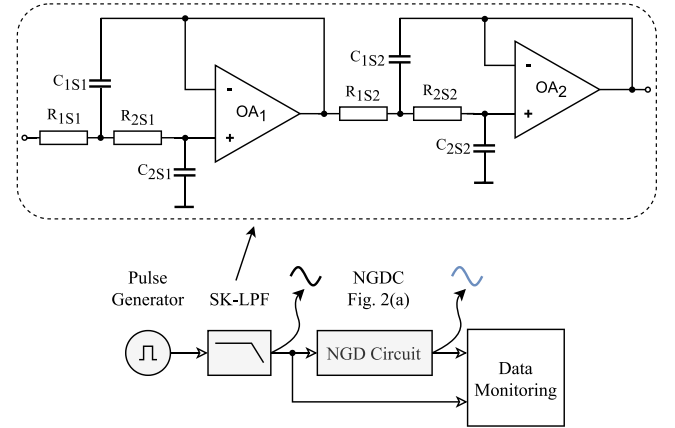 C1S1
R1S1
R2S1
C2S1
-
+
OA1
R1S2
C1S2
R2S2
C2S2
-
+
OA2
Pulse
Generator
SK-LPF
NGDC
Fig. 2(a)
NGD Circuit
Data
Monitoring